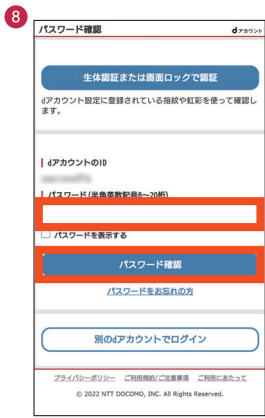 8
パスワード確認
dアカウント
生体認証または画面ロックで認証
dアカウント設定に登録されている指紋や虹彩を使って確認し
ます。
dアカウントのID
パスワード(半角英数記号8~20桁)
パスワードを表示する
パスワード確認
パスワードをお忘れの方
別のdアカウントでログイン
プライバシーポリシー ご利用規約/ご注意事項 ご利用にあたって
© 2022 NTT DOCOMO, INC. All Rights Reserved.